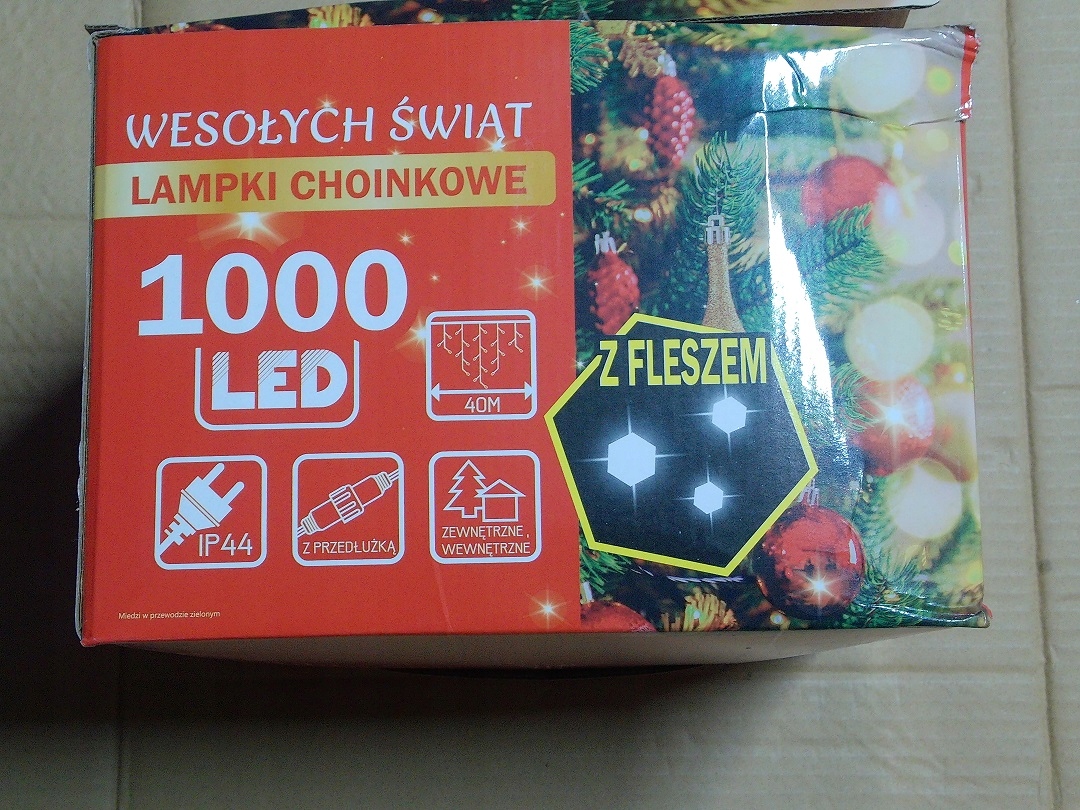 WESOŁYCH ŚWIĄT
LAMPKI CHOINKOWE
1000
LED
40M
Z FLESZEM
IP44
Z PRZEDŁUŻKĄ
ZEWNĘTRZNE,
WEWNĘTRZNE
Miedzi w przewodzie zielonym